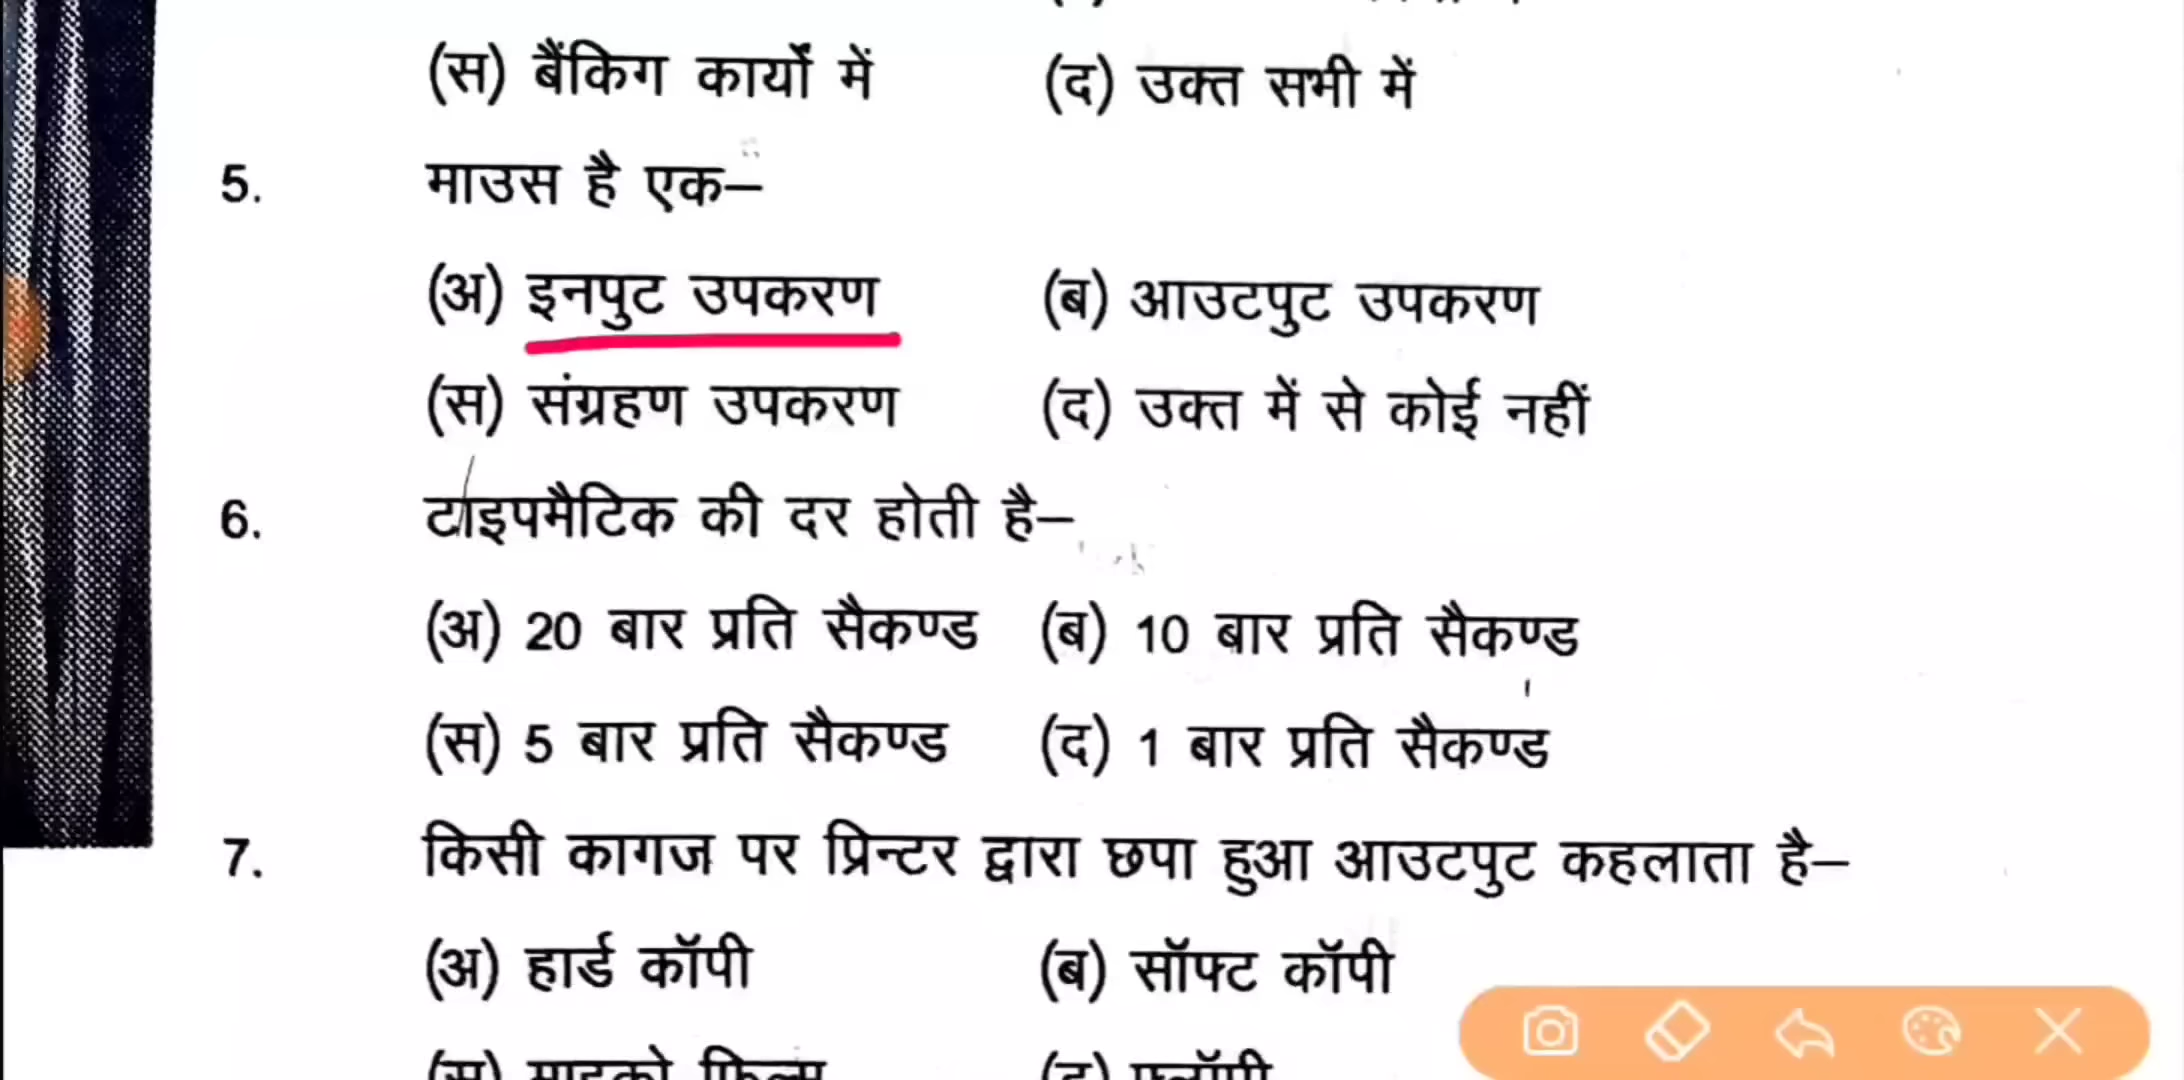 (स) बैंकिग कार्यों में (द) उक्त सभी में
5. माउस है एक–
(अ) इनपुट उपकरण (ब) आउटपुट उपकरण
(स) संग्रहण उपकरण (द) उक्त में से कोई नहीं
6. टाइपमैटिक की दर होती है–
(अ) 20 बार प्रति सैकण्ड (ब) 10 बार प्रति सैकण्ड
(स) 5 बार प्रति सैकण्ड (द) 1 बार प्रति सैकण्ड
7. किसी कागज पर प्रिन्टर द्वारा छपा हुआ आउटपुट कहलाता है–
(अ) हार्ड कॉपी (ब) सॉफ्ट कॉपी
(स) माइको फिल्म (द) फ्लॉपी